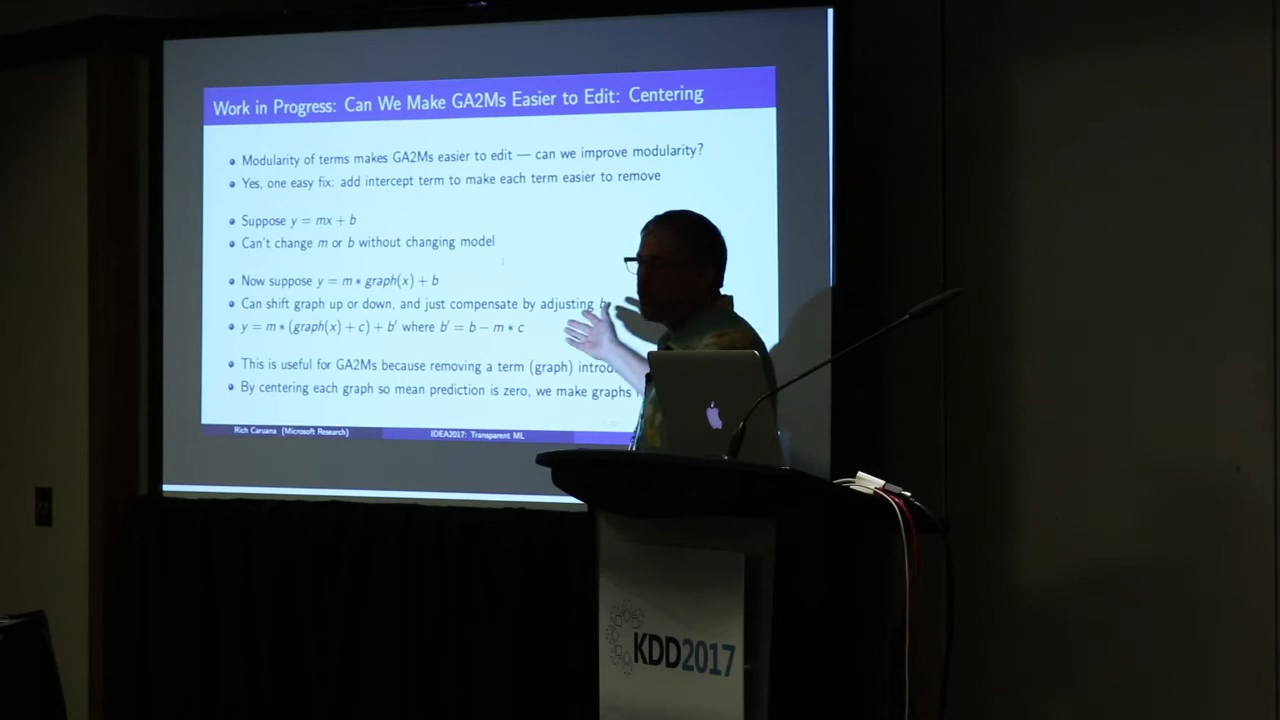 Work in Progress: Can We Make GA2Ms Easier to Edit: Centering
Modularity of terms makes GA2Ms easier to edit — can we improve modularity?
Yes, one easy fix: add intercept term to make each term easier to remove
Suppose y = mx + b
Can't change m or b without changing model
Now suppose y = m * graph(x) + b
Can shift graph up or down, and just compensate by adjusting b
y = m * (graph(x) + c) + b′ where b′ = b − m * c
This is useful for GA2Ms because removing a term (graph)
By centering each graph so mean prediction is zero, we make graphs
Rich Caruana (Microsoft Research)
IDEA2017: Transparent ML
KDD2017